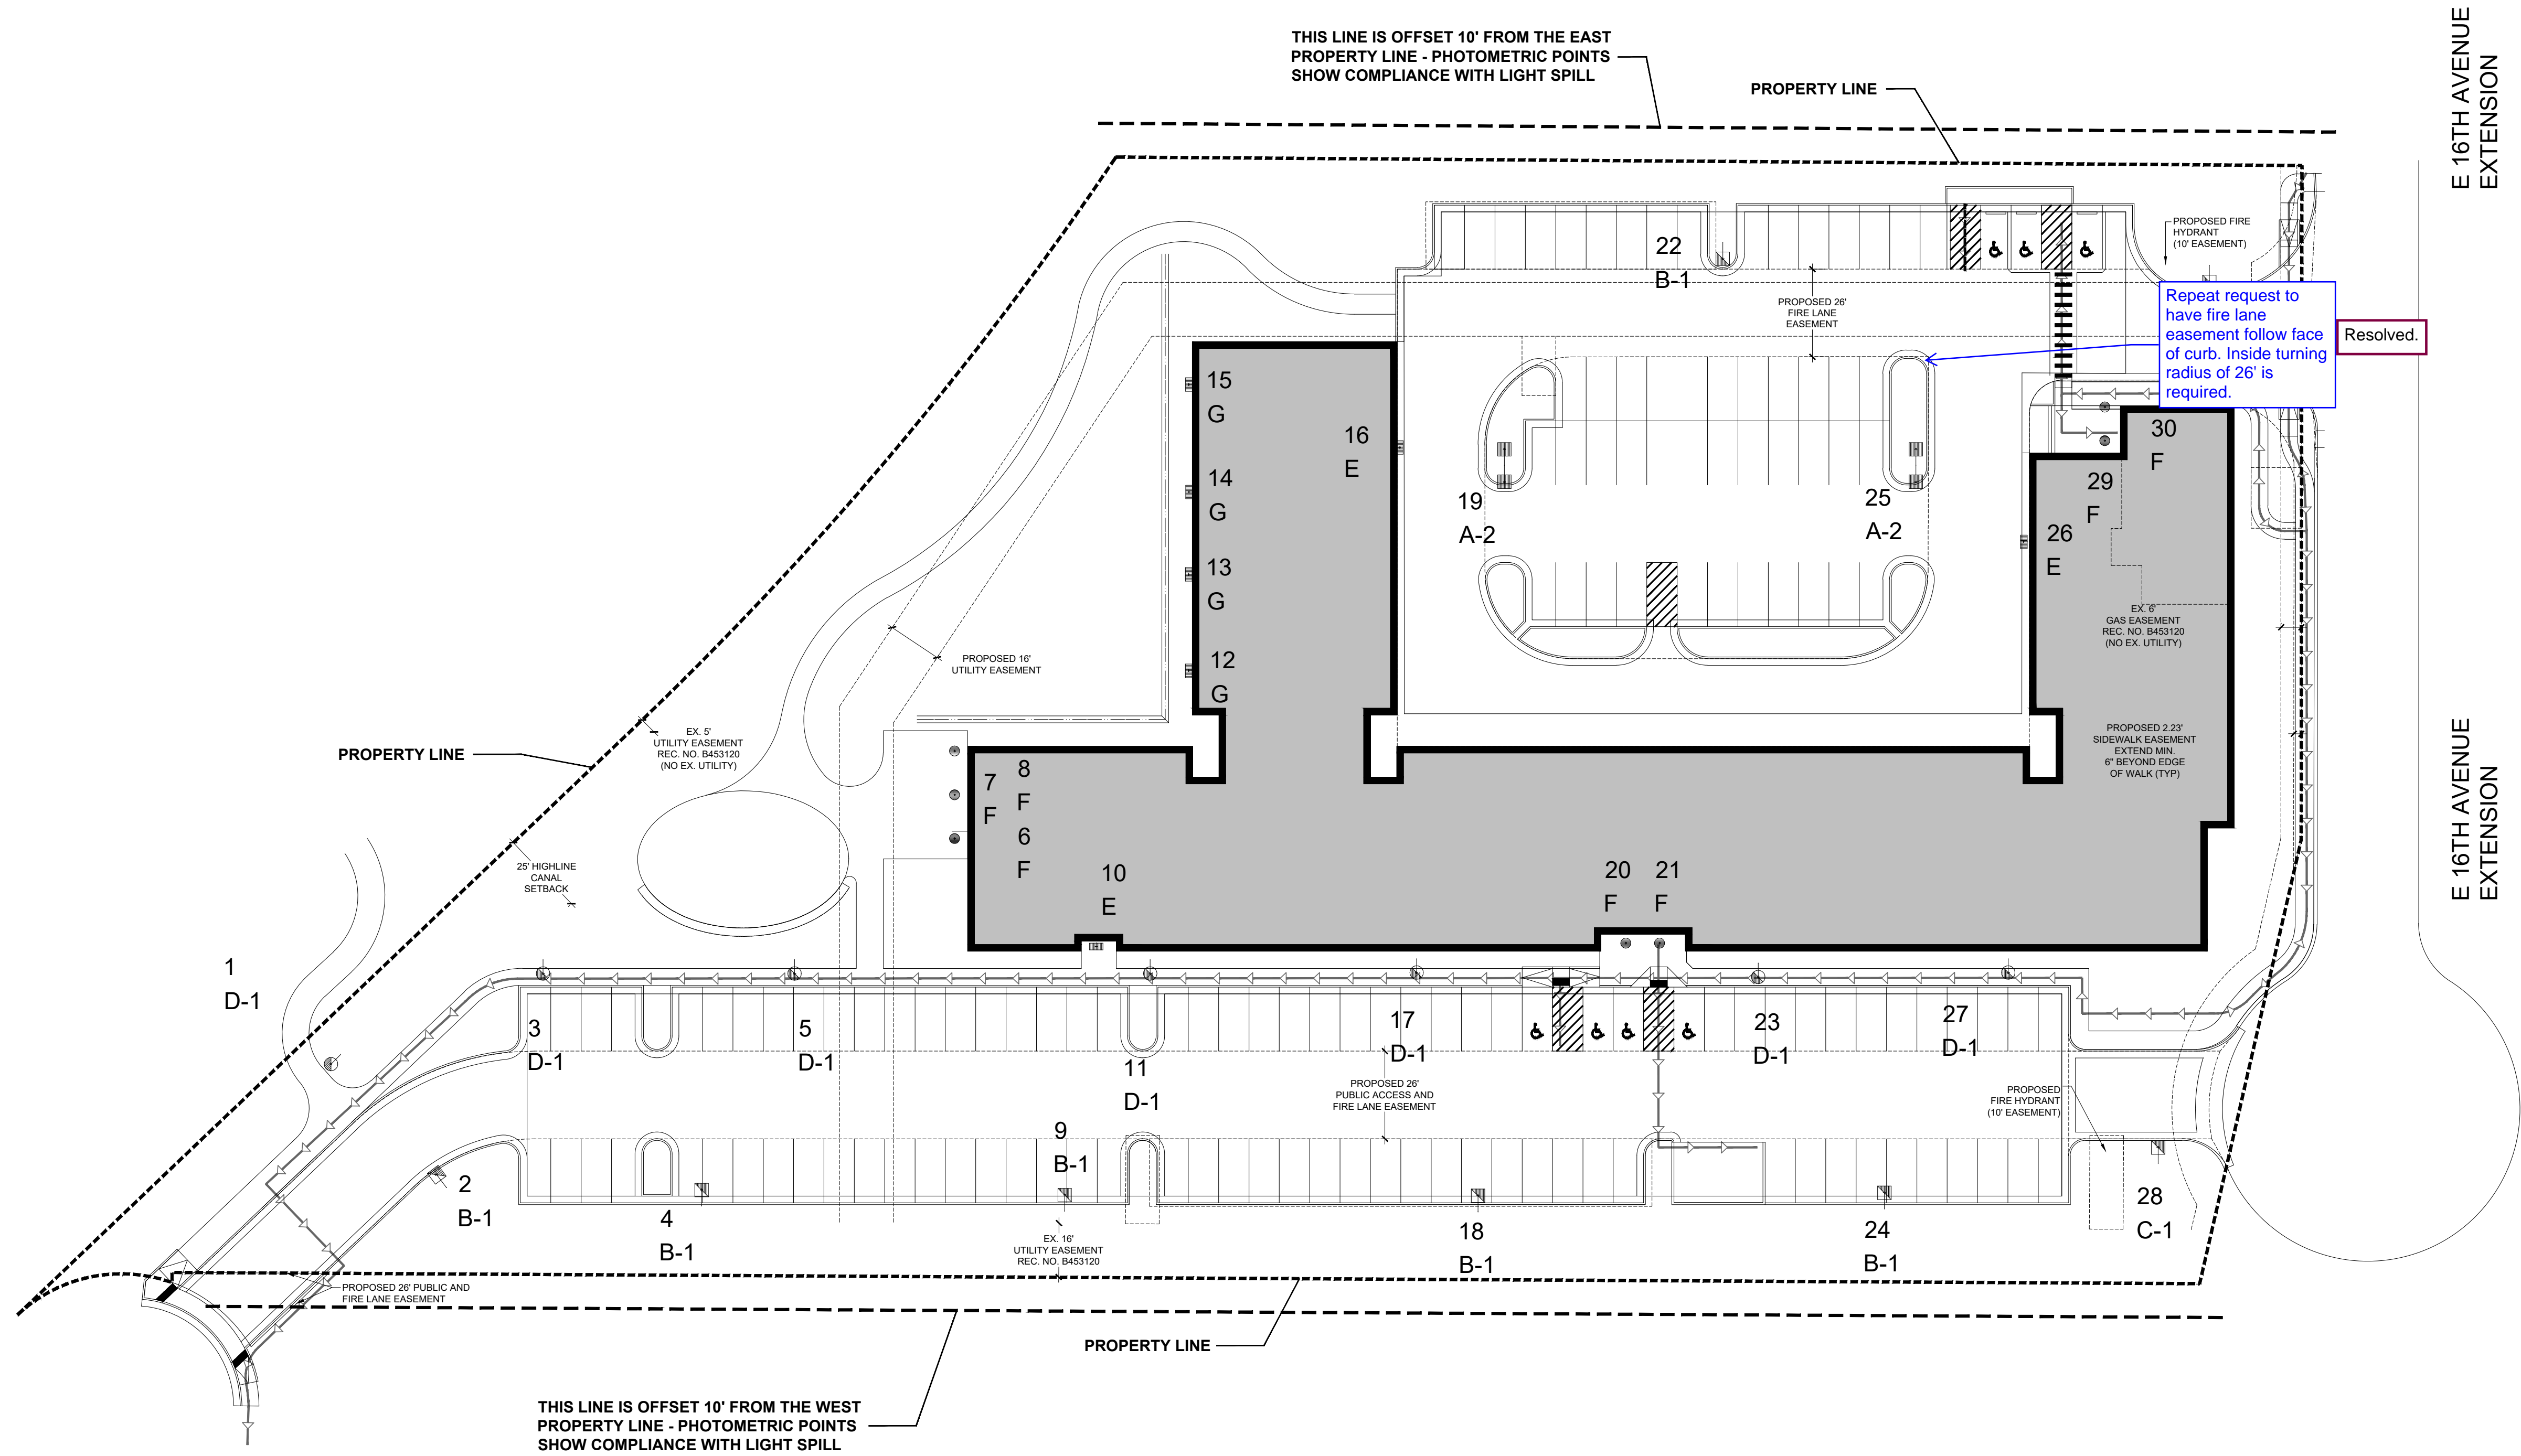 THIS LINE IS OFFSET 10' FROM THE EAST
PROPERTY LINE - PHOTOMETRIC POINTS
SHOW COMPLIANCE WITH LIGHT SPILL
PROPERTY LINE
E 16TH AVENUE
EXTENSION
PROPOSED FIRE
HYDRANT
(10' EASEMENT)
22
B-1
PROPOSED 26'
FIRE LANE
EASEMENT
Repeat request to
have fire lane
easement follow face
of curb. Inside turning
radius of 26' is
required.
Resolved.
15
G
16
E
14
G
13
G
12
G
19
A-2
25
A-2
30
F
29
F
26
E
EX. 6'
GAS EASEMENT
REC. NO. B453120
(NO EX. UTILITY)
PROPOSED 16'
UTILITY EASEMENT
EX. 5'
UTILITY EASEMENT
REC. NO. B453120
(NO EX. UTILITY)
PROPERTY LINE
PROPOSED 2.23'
SIDEWALK EASEMENT
EXTEND MIN.
6" BEYOND EDGE
OF WALK (TYP)
E 16TH AVENUE
EXTENSION
7
F
8
F
6
F
10
E
20
F
21
F
25' HIGHLINE
CANAL
SETBACK
1
D-1
3
D-1
5
D-1
11
D-1
17
D-1
23
D-1
27
D-1
PROPOSED 26'
PUBLIC ACCESS AND
FIRE LANE EASEMENT
PROPOSED
FIRE HYDRANT
(10' EASEMENT)
2
B-1
4
B-1
9
B-1
18
B-1
24
B-1
28
C-1
EX. 16'
UTILITY EASEMENT
REC. NO. B453120
PROPOSED 26' PUBLIC AND
FIRE LANE EASEMENT
PROPERTY LINE
THIS LINE IS OFFSET 10' FROM THE WEST
PROPERTY LINE - PHOTOMETRIC POINTS
SHOW COMPLIANCE WITH LIGHT SPILL